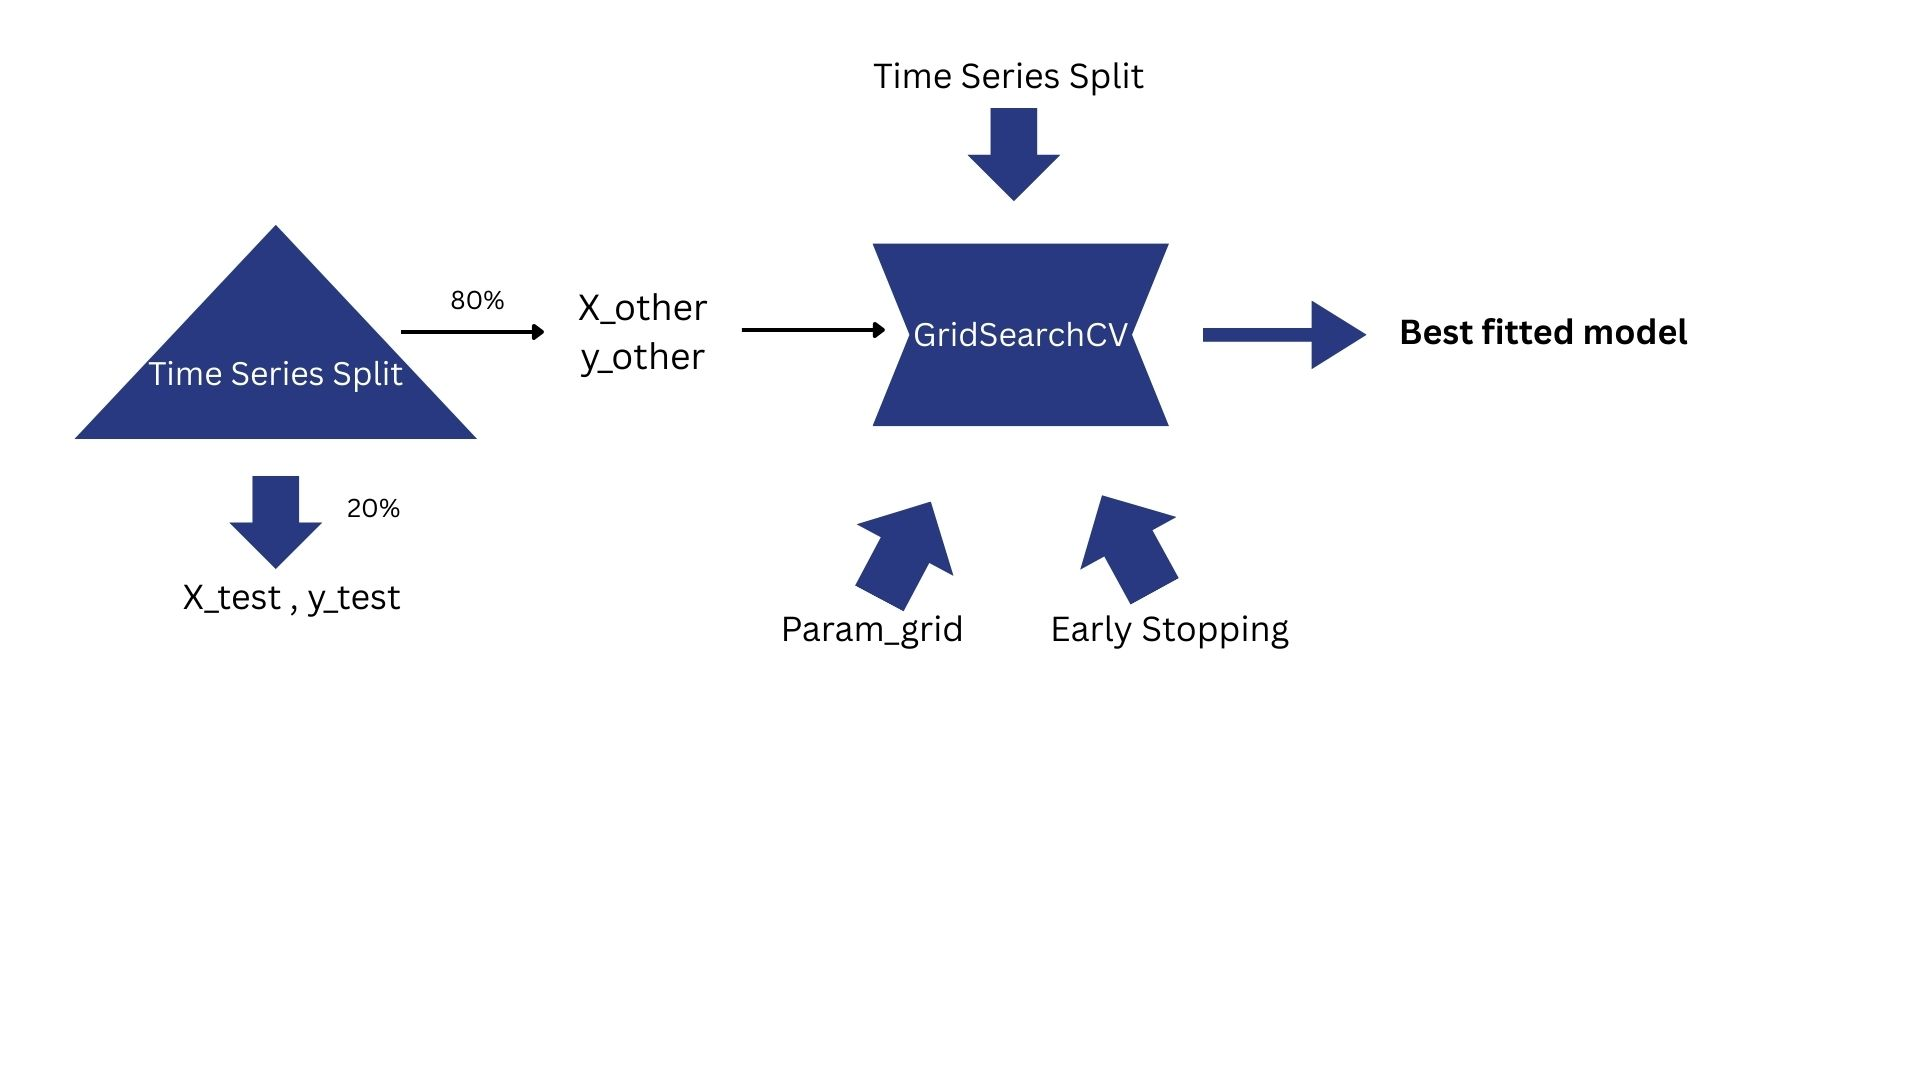 Time Series Split
Time Series Split
80%
X_other
y_other
GridSearchCV
Best fitted model
20%
X_test , y_test
Param_grid
Early Stopping